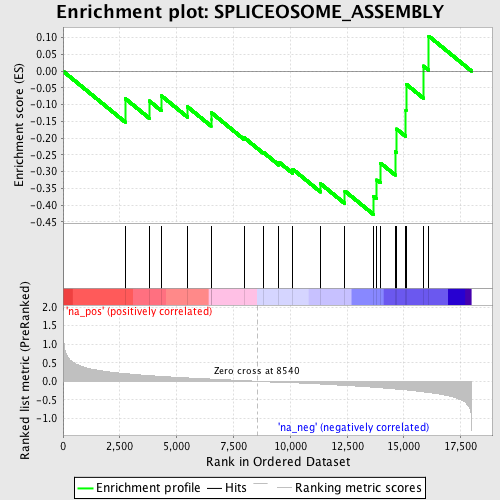 Enrichment plot: SPLICEOSOME_ASSEMBLY
Enrichment score (ES)
0.10
0.05
0.00
-0.05
-0.10
-0.15
-0.20
-0.25
-0.30
-0.35
-0.40
-0.45
'na_pos' (positively correlated)
Ranked list metric (PreRanked)
2.0
1.5
1.0
0.5
0.0
-0.5
-1.0
Zero cross at 8540
'na_neg' (negatively correlated)
0 2,500 5,000 7,500 10,000 12,500 15,000 17,500
Rank in Ordered Dataset
Enrichment profile Hits Ranking metric scores